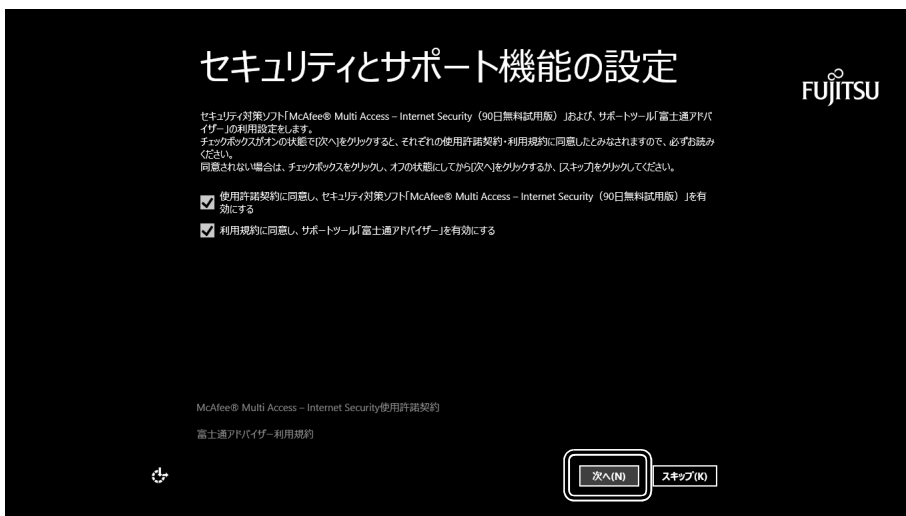 セキュリティとサポート機能の設定
FUJITSU
セキュリティ対策ソフト「McAfee® Multi Access – Internet Security（90日無料試用版）」および、サポートツール「富士通アドバ
イザー」の利用設定をします。
チェックボックスがオンの状態で[次へ]をクリックすると、それぞれの使用許諾契約・利用規約に同意したとみなされますので、必ずお読み
ください。
同意されない場合は、チェックボックスをクリックし、オフの状態にしてから[次へ]をクリックするか、[スキップ]をクリックしてください。
使用許諾契約に同意し、セキュリティ対策ソフト「McAfee® Multi Access – Internet Security（90日無料試用版）」を有
効にする
利用規約に同意し、サポートツール「富士通アドバイザー」を有効にする
McAfee® Multi Access – Internet Security使用許諾契約
富士通アドバイザー利用規約
次へ(N)
スキップ(K)